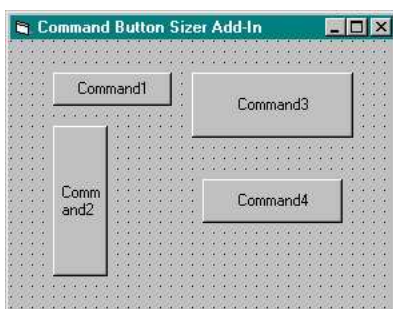 Command Button Sizer Add-In
Command1
Command3
Comm
and2
Command4